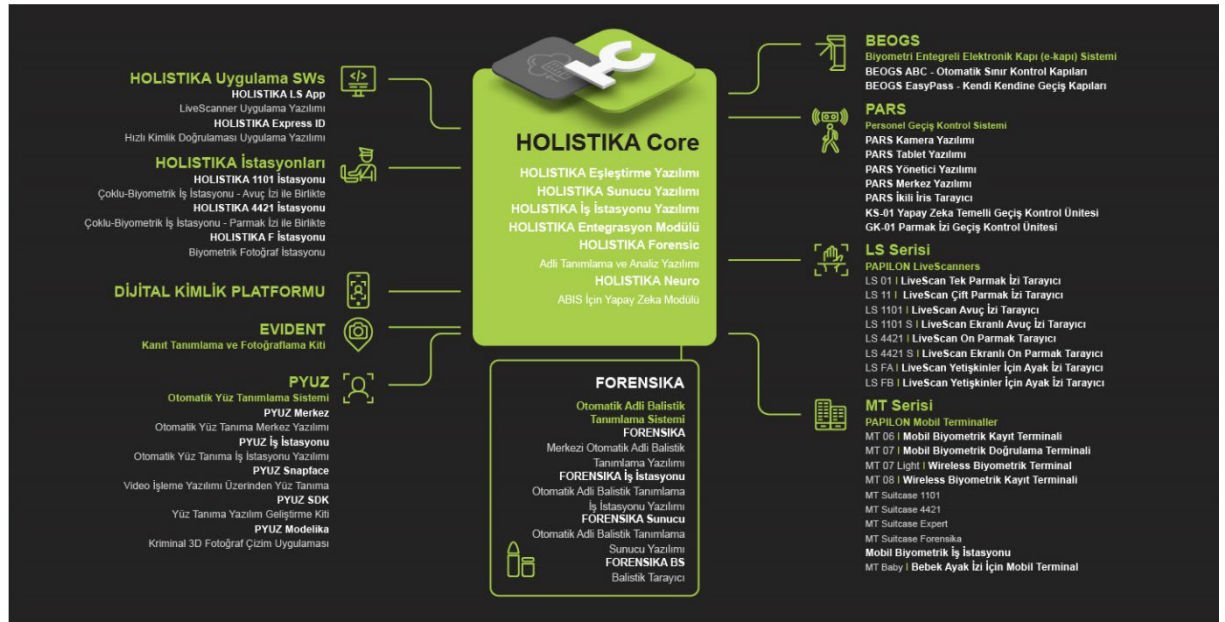 HOLISTIKA Uygulama SWs
HOLISTIKA LS App
LiveScanner Uygulama Yazılımı
HOLISTIKA Express ID
Hızlı Kimlik Doğrulaması Uygulama Yazılımı
HOLISTIKA İstasyonları
HOLISTIKA 1101 İstasyonu
Çoklu-Biyometrik İş İstasyonu - Avuç İzi ile Birlikte
HOLISTIKA 4421 İstasyonu
Çoklu-Biyometrik İş İstasyonu - Parmak İzi ile Birlikte
HOLISTIKA F İstasyonu
Biyometrik Fotoğraf İstasyonu
DİJİTAL KİMLİK PLATFORMU
EVIDENT
Kanıt Tanımlama ve Fotoğraflama Kiti
PYUZ
Otomatik Yüz Tanımlama Sistemi
PYUZ Merkez
Otomatik Yüz Tanımlama Merkez Yazılımı
PYUZ İş İstasyonu
Otomatik Yüz Tanıma İş İstasyonu Yazılımı
PYUZ Snapface
Video İşleme Yazılımı Üzerinden Yüz Tanıma
PYUZ SDK
Yüz Tanıma Yazılım Geliştirme Kiti
PYUZ Modelika
Kriminal 3D Fotoğraf Çizim Uygulaması
HOLISTIKA Core
HOLISTIKA Eşleştirme Yazılımı
HOLISTIKA Sunucu Yazılımı
HOLISTIKA İş İstasyonu Yazılımı
HOLISTIKA Entegrasyon Modülü
HOLISTIKA Forensic
Adli Tanımlama ve Analiz Yazılımı
HOLISTIKA Neuro
ABIS İçin Yapay Zeka Modülü
FORENSIKA
Otomatik Adli Balistik
Tanımlama Sistemi
FORENSIKA
Merkezi Otomatik Adli Balistik
Tanımlama Yazılımı
FORENSIKA İş İstasyonu
Otomatik Adli Balistik Tanımlama
İş İstasyonu Yazılımı
FORENSIKA Sunucu
Otomatik Adli Balistik Tanımlama
Sunucu Yazılımı
FORENSIKA BS
Balistik Tarayıcı
BEOGS
Biyometri Entegreli Elektronik Kapı (e-kapı) Sistemi
BEOGS ABC - Otomatik Sınır Kontrol Kapıları
BEOGS EasyPass - Kendi Kendine Geçiş Kapıları
PARS
Personel Geçiş Kontrol Sistemi
PARS Kamera Yazılımı
PARS Tablet Yazılımı
PARS Yönetici Yazılımı
PARS Merkez Yazılımı
PARS İkili İris Tarayıcı
KS-01 Yapay Zeka Temelli Geçiş Kontrol Ünitesi
GK-01 Parmak İzi Geçiş Kontrol Ünitesi
LS Serisi
PAPILON LiveScanners
LS 01 I LiveScan Tek Parmak İzi Tarayıcı
LS 11 I LiveScan Çift Parmak İzi Tarayıcı
LS 1101 I LiveScan Avuç İzi Tarayıcı
LS 1101 S I LiveScan Ekranlı Avuç İzi Tarayıcı
LS 4421 I LiveScan On Parmak Tarayıcı
LS 4421 S I LiveScan Ekranlı On Parmak Tarayıcı
LS FA I LiveScan Yetişkinler İçin Ayak İzi Tarayıcı
LS FB I LiveScan Yetişkinler İçin Ayak İzi Tarayıcı
MT Serisi
PAPILON Mobil Terminaller
MT 06 I Mobil Biyometrik Kayıt Terminali
MT 07 I Mobil Biyometrik Doğrulama Terminali
MT 07 Light I Wireless Biyometrik Terminal
MT 08 I Wireless Biyometrik Kayıt Terminali
MT Suitcase 1101
MT Suitcase 4421
MT Suitcase Expert
MT Suitcase Forensika
Mobil Biyometrik İş İstasyonu
MT Baby I Bebek Ayak İzi İçin Mobil Terminal